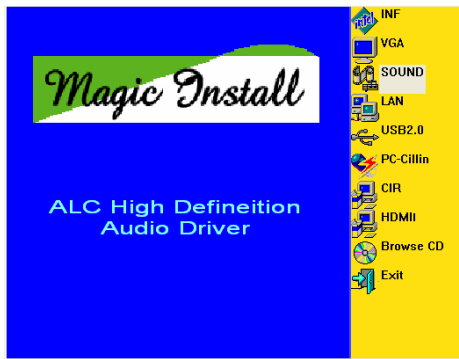 Magic Install
ALC High Defineition
Audio Driver
intel
INF
VGA
SOUND
LAN
USB2.0
PC-Cillin
CIR
HDMII
Browse CD
Exit